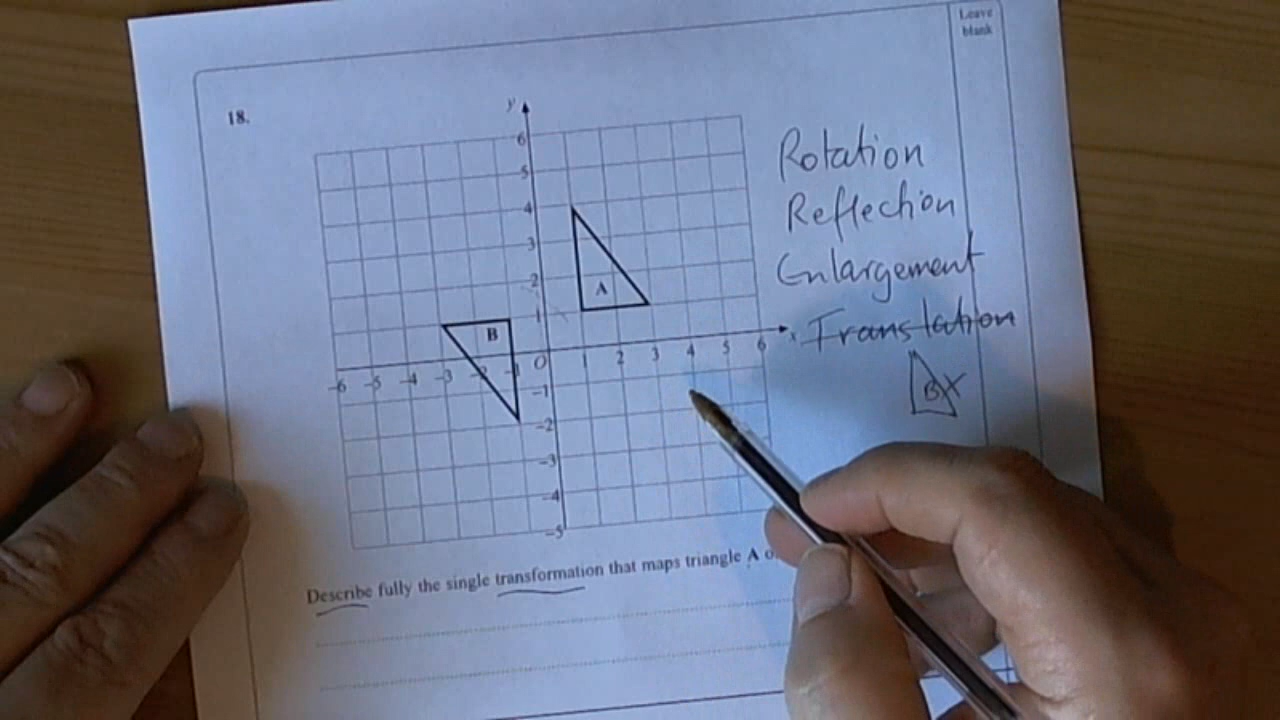 Leave
blank
18.
y
6
5
4
3
2
1
A
B
O
-6 -5 -4 -3 -2 -1 1 2 3 4 5 6 x
-1
-2
-3
-4
-5
Rotation
Reflection
Enlargement
Translation
B
Describe fully the single transformation that maps triangle A